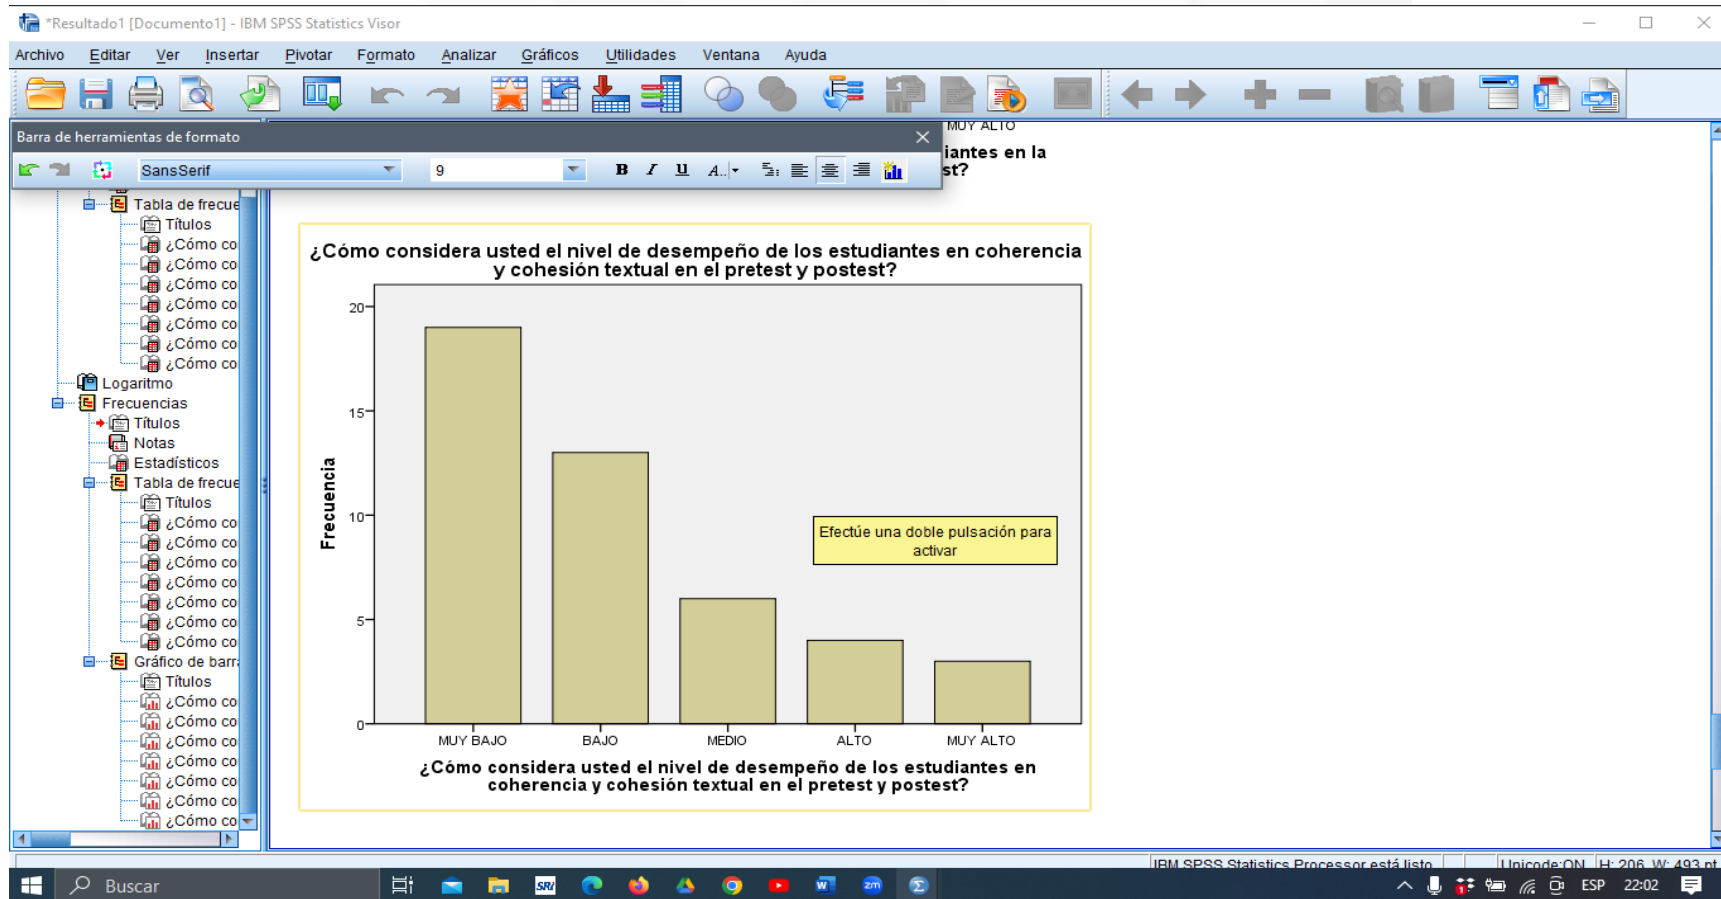 *Resultado1 [Documento1] - IBM SPSS Statistics Visor
Archivo Editar Ver Insertar Pivotar Formato Analizar Gráficos Utilidades Ventana Ayuda
Barra de herramientas de formato
SansSerif 9 B I u A..
MUY ALTO
iantes en la
st?
Tabla de frecue
Títulos
¿Cómo co
¿Cómo co
¿Cómo co
¿Cómo co
¿Cómo co
¿Cómo co
¿Cómo co
Logaritmo
Frecuencias
Títulos
Notas
Estadísticos
Tabla de frecue
Títulos
¿Cómo co
¿Cómo co
¿Cómo co
¿Cómo co
¿Cómo co
¿Cómo co
¿Cómo co
Gráfico de barr
Títulos
¿Cómo co
¿Cómo co
¿Cómo co
¿Cómo co
¿Cómo co
¿Cómo co
¿Cómo co
¿Cómo considera usted el nivel de desempeño de los estudiantes en coherencia
y cohesión textual en el pretest y postest?
20
15
10
5
0
Frecuencia
Efectúe una doble pulsación para
activar
MUY BAJO BAJO MEDIO ALTO MUY ALTO
¿Cómo considera usted el nivel de desempeño de los estudiantes en
coherencia y cohesión textual en el pretest y postest?
IBM SPSS Statistics Processor está listo Unicode:ON H: 206, W: 493 pt
Buscar SRi W zm Σ ESP 22:02